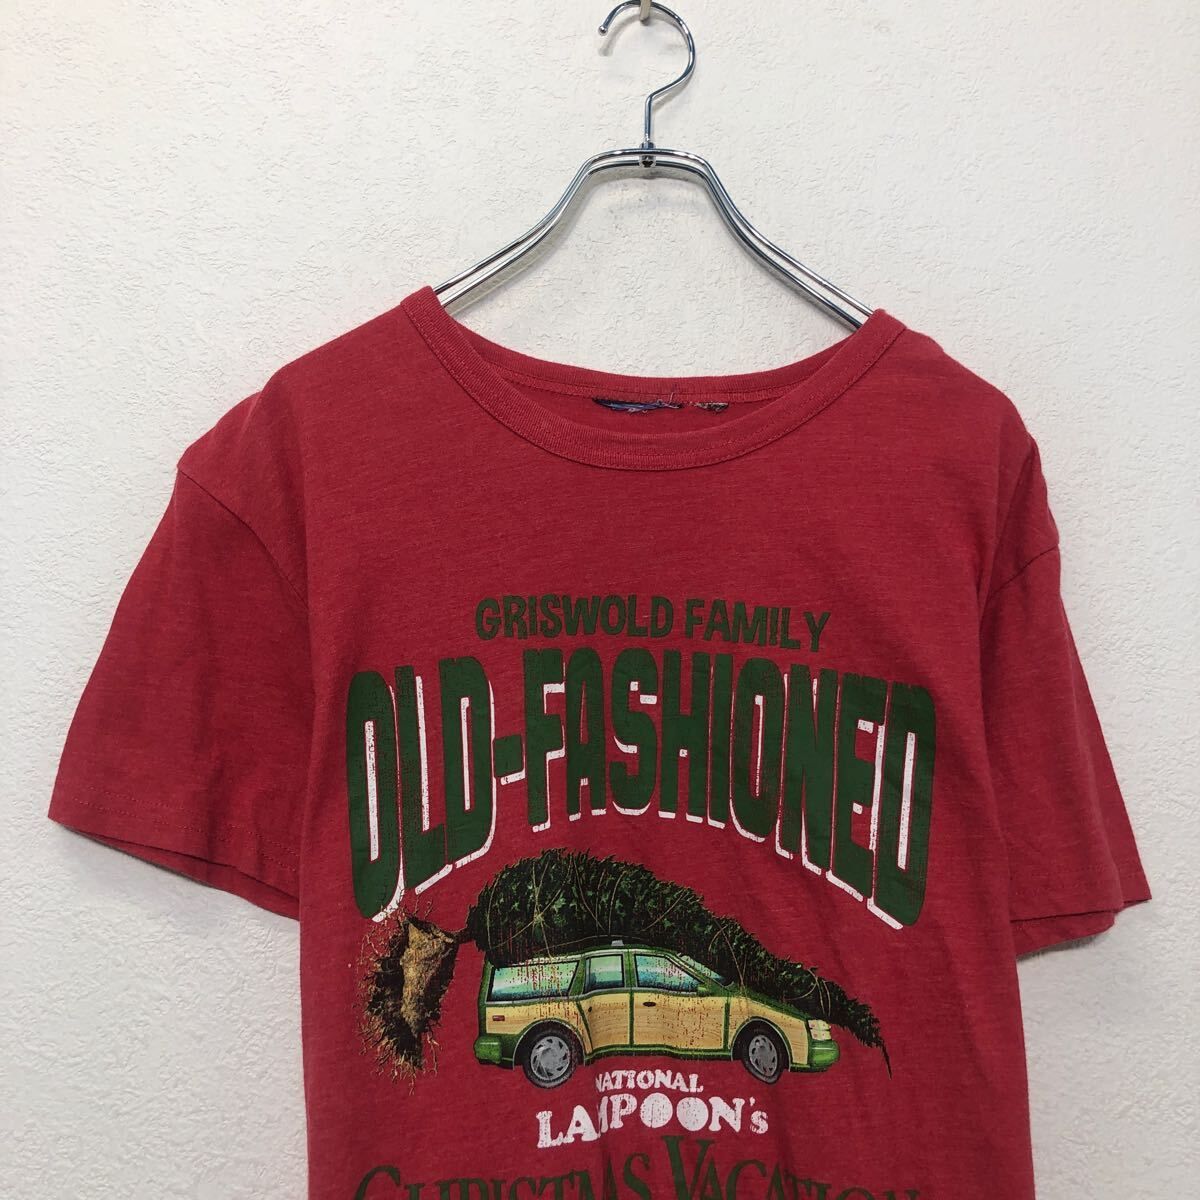 GRISWOLD FAMILY
OLD-FASHIONED
NATIONAL
LAMPOON's
CHRISTMAS VACATION